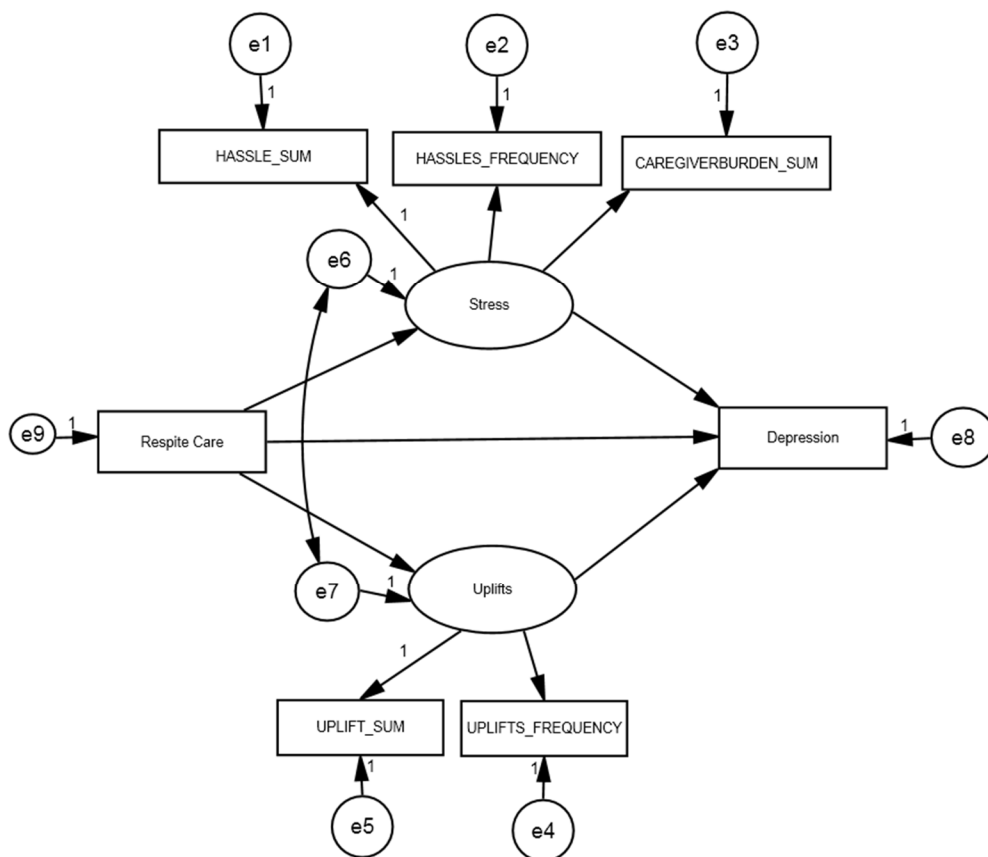 e1
e2
e3
1
1
1
HASSLE_SUM
HASSLES_FREQUENCY
CAREGIVERBURDEN_SUM
1
e6
1
Stress
e9
1
Respite Care
Depression
1
e8
e7
1
Uplifts
1
UPLIFT_SUM
UPLIFTS_FREQUENCY
1
1
e5
e4